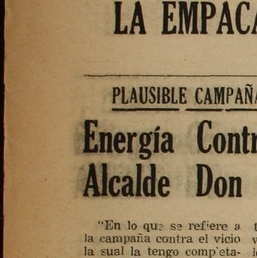 LA EMPACA
PLAUSIBLE CAMPAÑA
Energía Contr
Alcalde Don
"En lo que se refiere a
la campaña contra el vicio
la sual la tengo comp'eta-